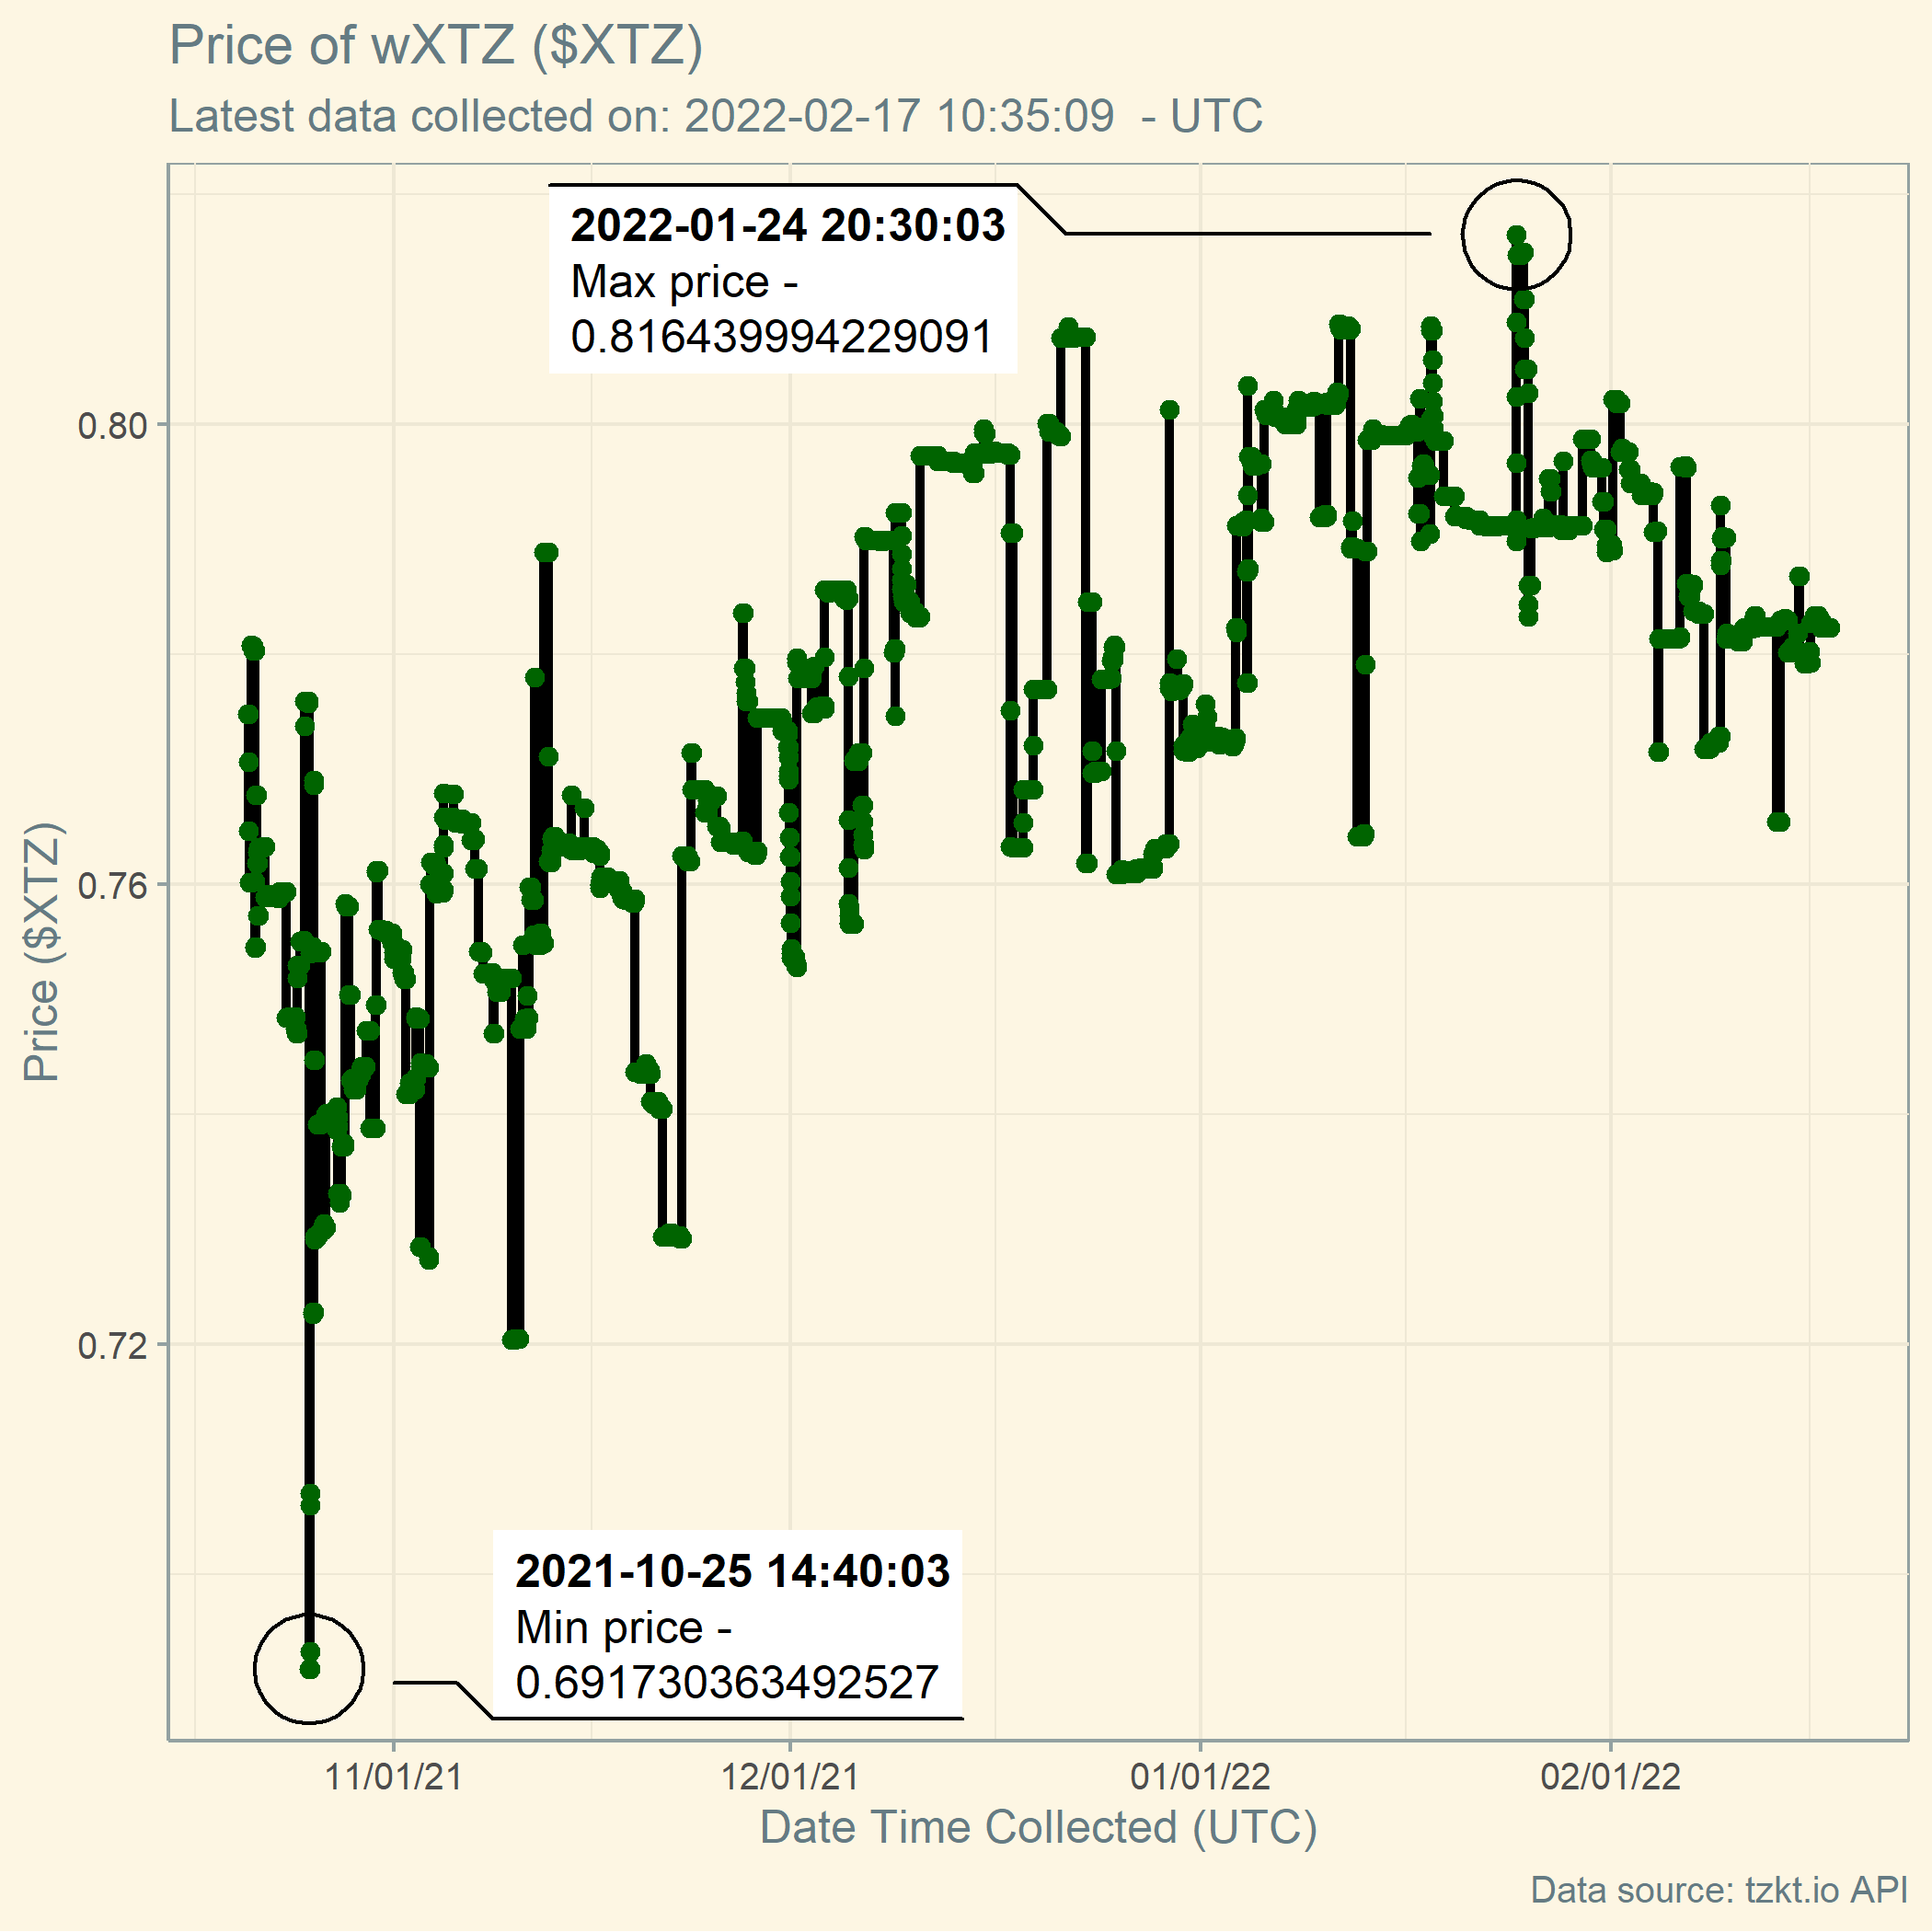 Price of wXTZ ($XTZ)
Latest data collected on: 2022-02-17 10:35:09  - UTC
2022-01-24 20:30:03
Max price -
0.816439994229091
0.80
0.76
0.72
Price ($XTZ)
2021-10-25 14:40:03
Min price -
0.691730363492527
11/01/21
12/01/21
01/01/22
02/01/22
Date Time Collected (UTC)
Data source: tzkt.io API